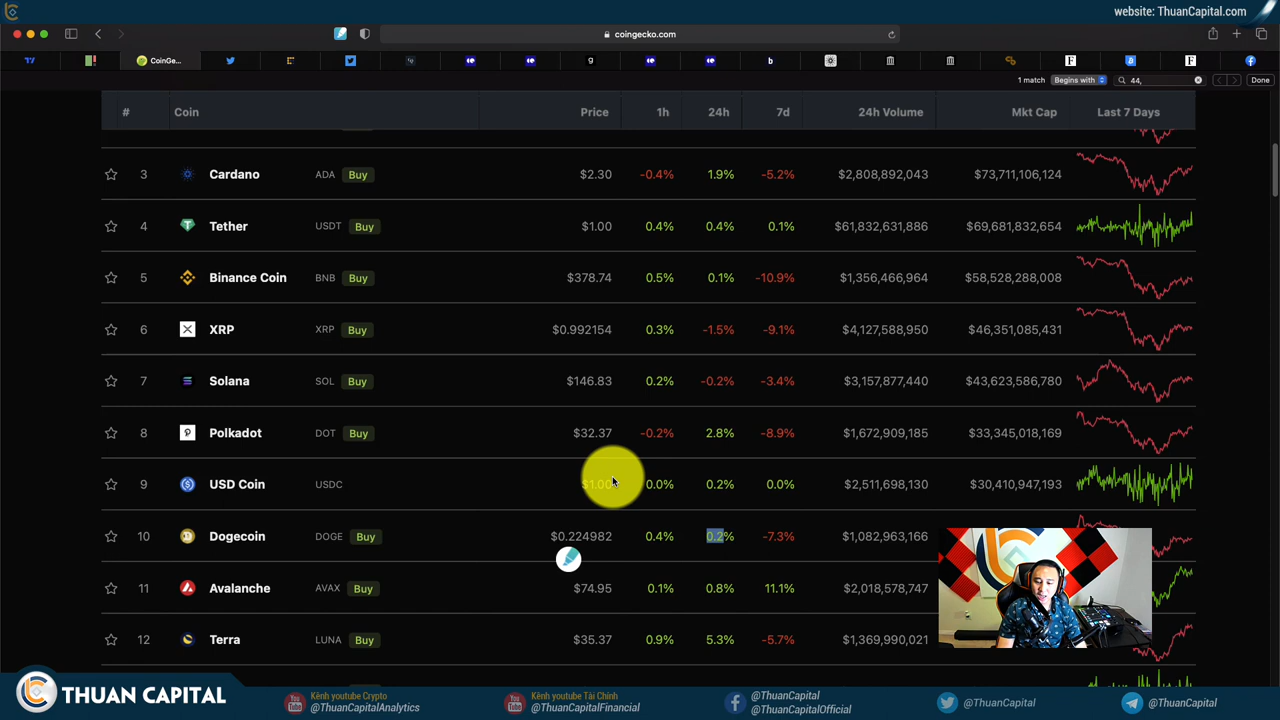 website: ThuanCapital.com
coingecko.com
CoinGe...
1 match Begins with 44, Done
# Coin Price 1h 24h 7d 24h Volume Mkt Cap Last 7 Days
3 Cardano ADA Buy $2.30 -0.4% 1.9% -5.2% $2,808,892,043 $73,711,106,124
4 Tether USDT Buy $1.00 0.4% 0.4% 0.1% $61,832,631,886 $69,681,832,654
5 Binance Coin BNB Buy $378.74 0.5% 0.1% -10.9% $1,356,466,964 $58,528,288,008
6 XRP XRP Buy $0.992154 0.3% -1.5% -9.1% $4,127,588,950 $46,351,085,431
7 Solana SOL Buy $146.83 0.2% -0.2% -3.4% $3,157,877,440 $43,623,586,780
8 Polkadot DOT Buy $32.37 -0.2% 2.8% -8.9% $1,672,909,185 $33,345,018,169
9 USD Coin USDC $1.00 0.0% 0.2% 0.0% $2,511,698,130 $30,410,947,193
10 Dogecoin DOGE Buy $0.224982 0.4% 0.2% -7.3% $1,082,963,166
11 Avalanche AVAX Buy $74.95 0.1% 0.8% 11.1% $2,018,578,747
12 Terra LUNA Buy $35.37 0.9% 5.3% -5.7% $1,369,990,021
THUAN CAPITAL
Kênh youtube Crypto
@ThuanCapitalAnalytics
Kênh youtube Tài Chính
@ThuanCapitalFinancial
@ThuanCapital
@ThuanCapitalOfficial
@ThuanCapital
@ThuanCapital